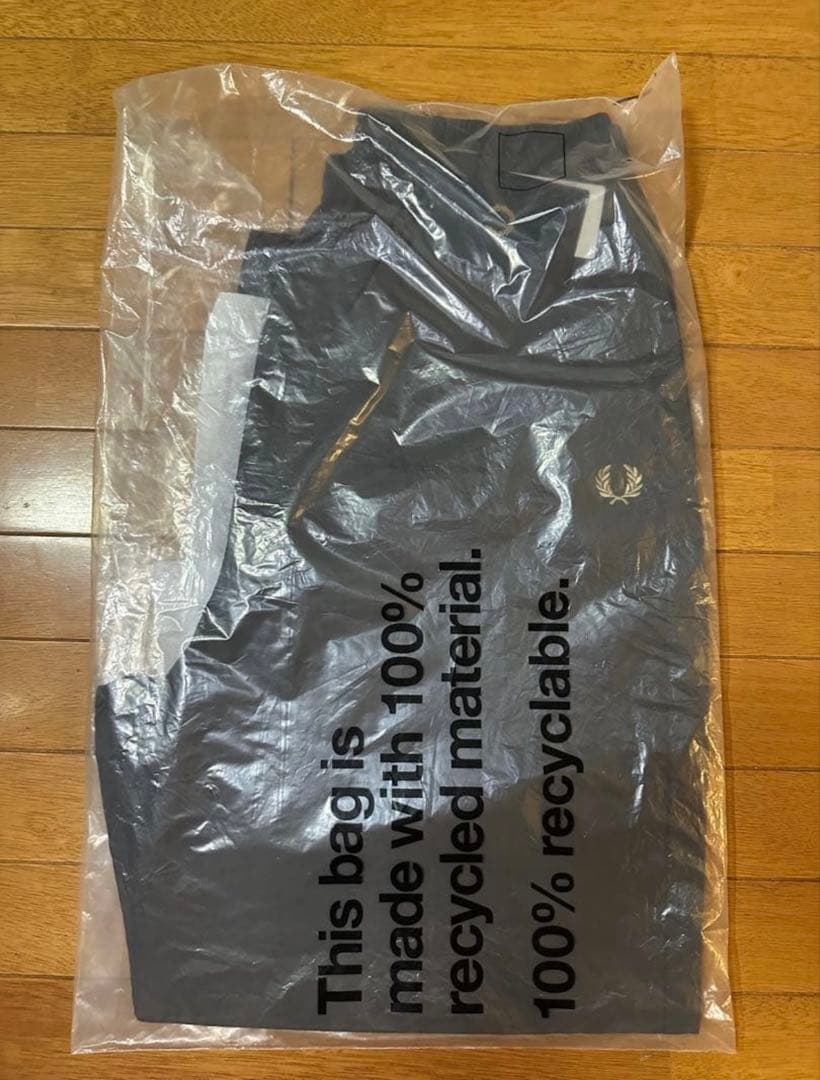 This bag is
made with 100%
recycled material.
100% recyclable.